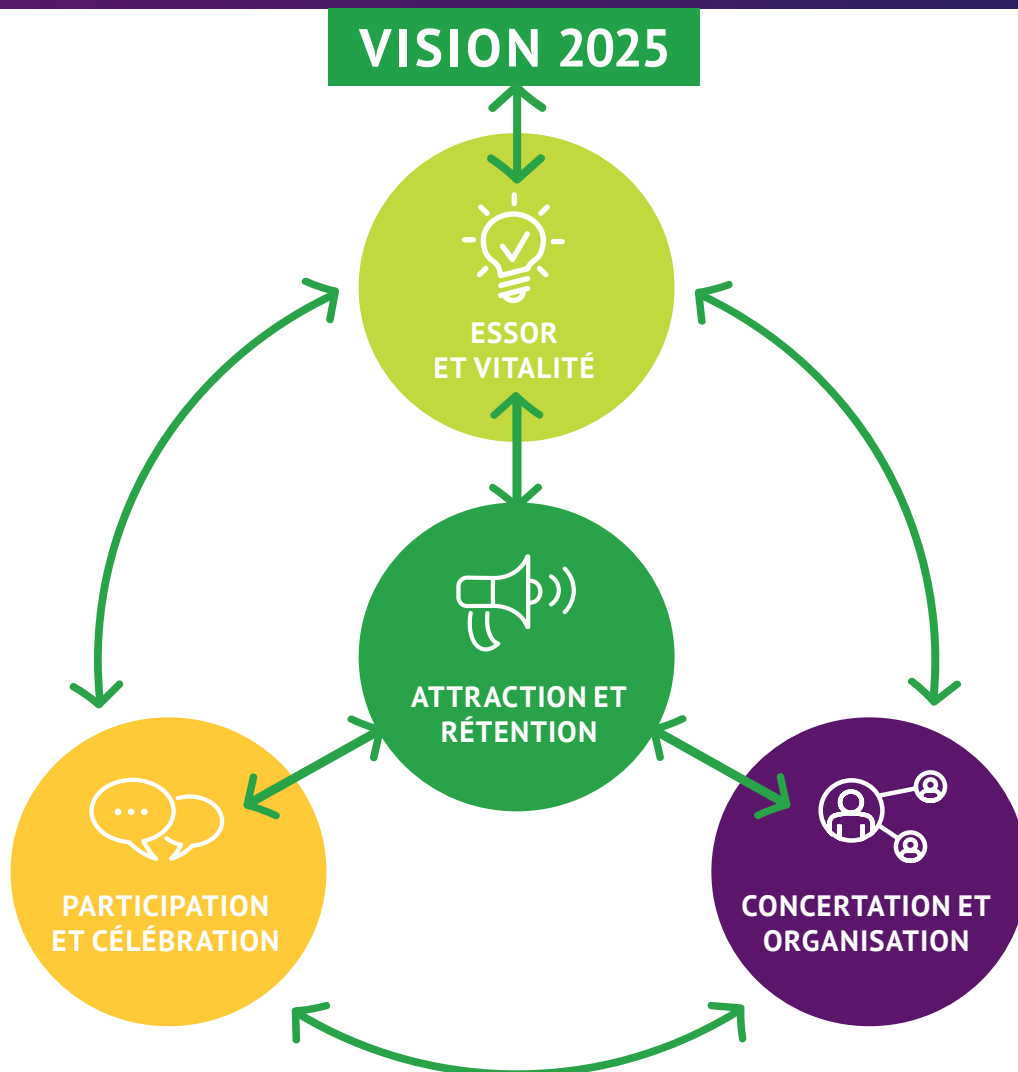 VISION 2025
ESSOR
ET VITALITÉ
ATTRACTION ET
RÉTENTION
PARTICIPATION
ET CÉLÉBRATION
CONCERTATION ET
ORGANISATION